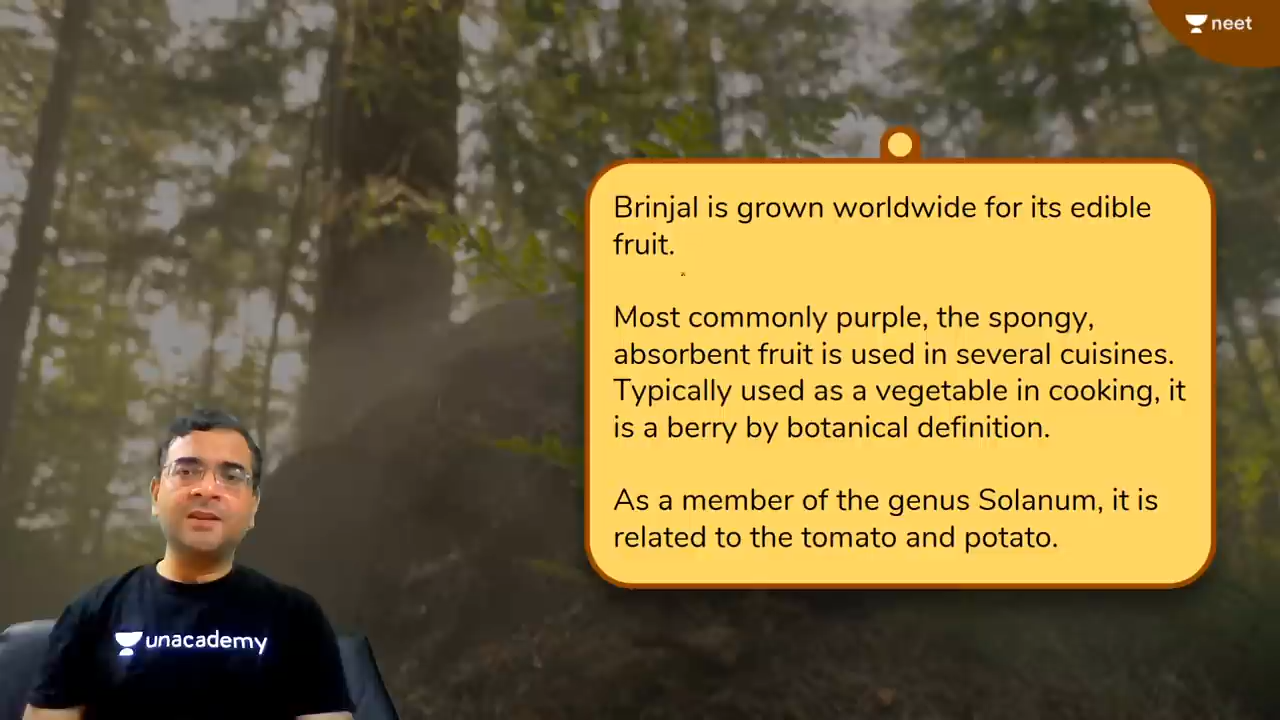 neet
Brinjal is grown worldwide for its edible
fruit.
Most commonly purple, the spongy,
absorbent fruit is used in several cuisines.
Typically used as a vegetable in cooking, it
is a berry by botanical definition.
As a member of the genus Solanum, it is
related to the tomato and potato.
unacademy